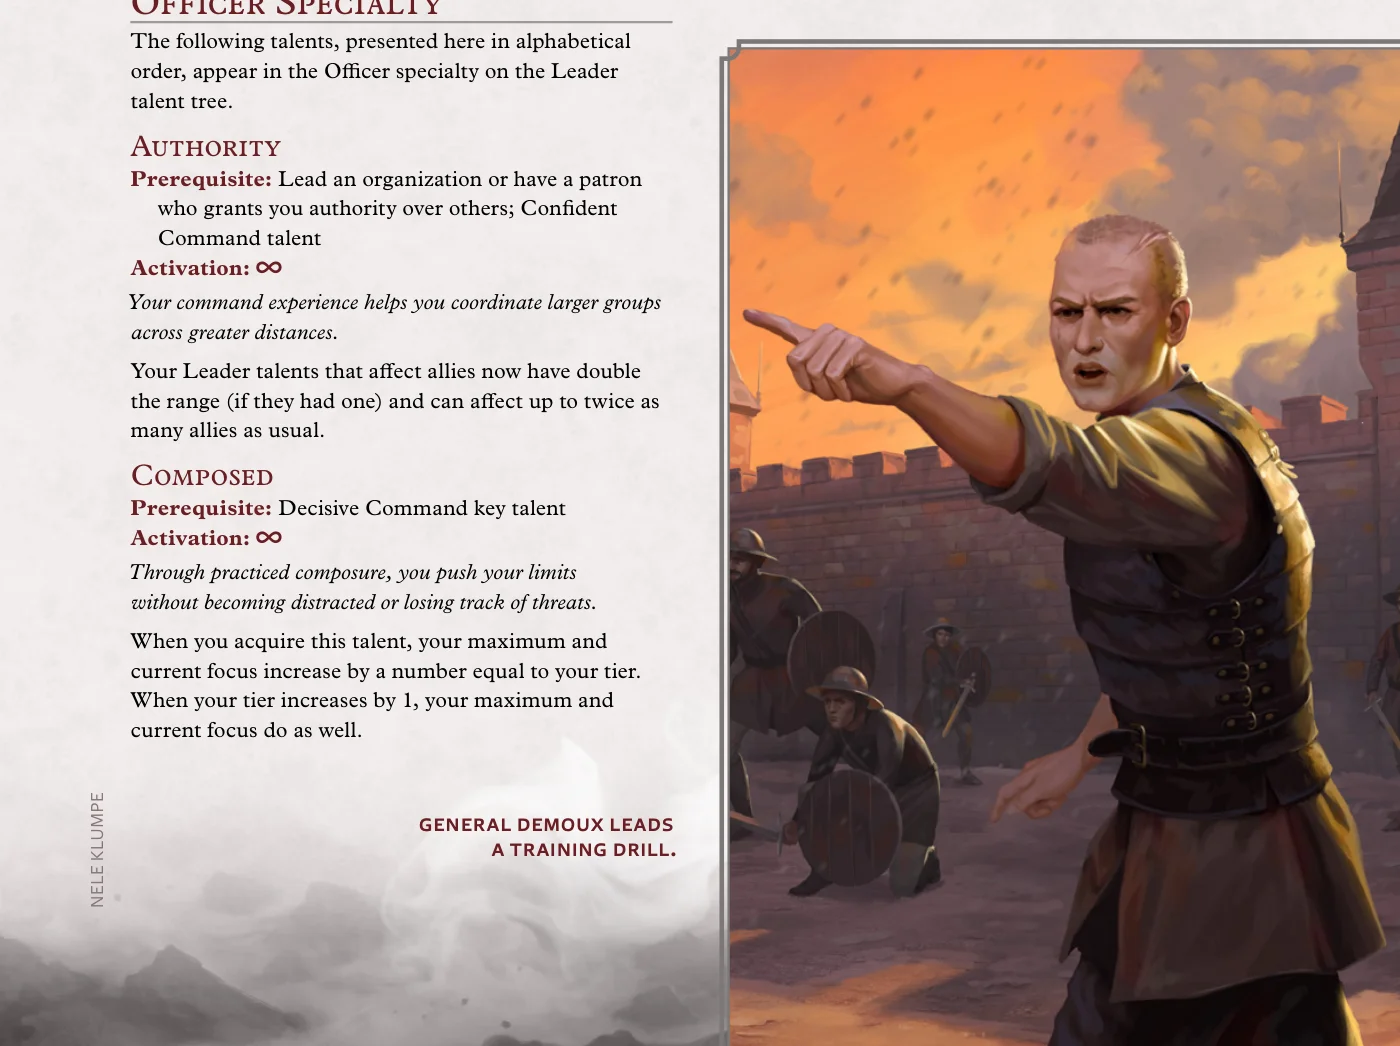 Officer Specialty
The following talents, presented here in alphabetical
order, appear in the Officer specialty on the Leader
talent tree.
Authority
Prerequisite: Lead an organization or have a patron
who grants you authority over others; Confident
Command talent
Activation: ∞
Your command experience helps you coordinate larger groups
across greater distances.
Your Leader talents that affect allies now have double
the range (if they had one) and can affect up to twice as
many allies as usual.
Composed
Prerequisite: Decisive Command key talent
Activation: ∞
Through practiced composure, you push your limits
without becoming distracted or losing track of threats.
When you acquire this talent, your maximum and
current focus increase by a number equal to your tier.
When your tier increases by 1, your maximum and
current focus do as well.
GENERAL DEMOUX LEADS
A TRAINING DRILL.
NELE KLUMPE